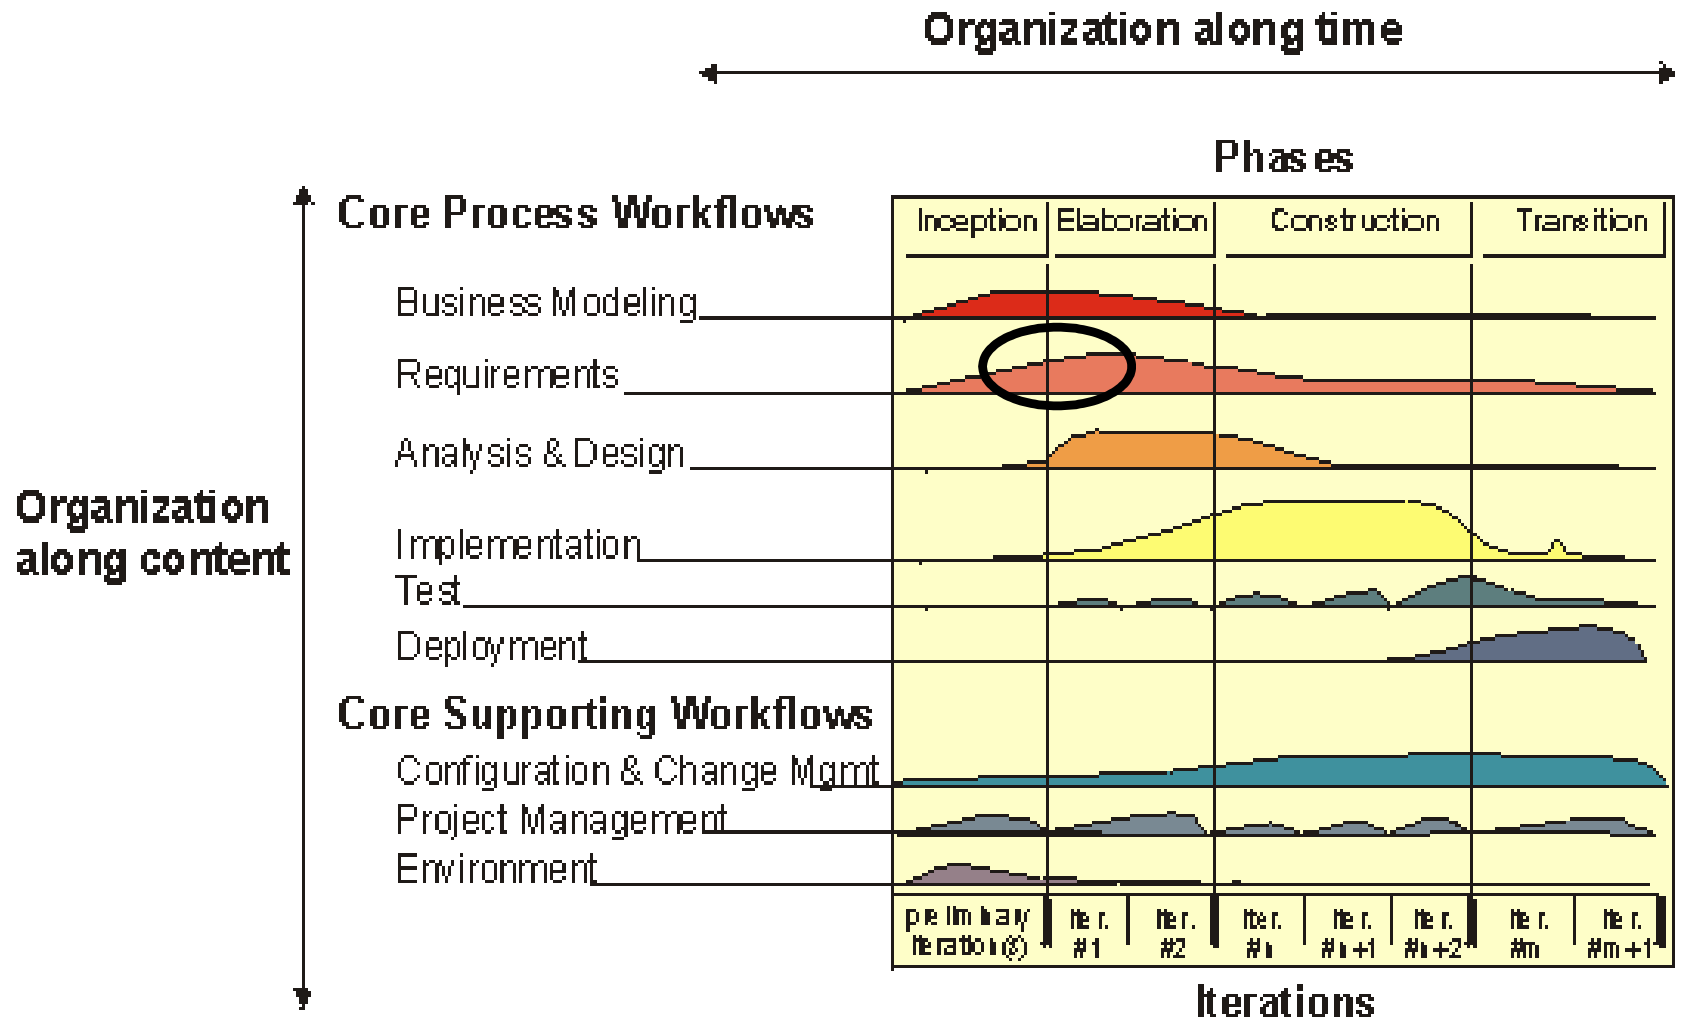 Organization along time
Phases
Core Process Workflows
Inception Elaboration Construction Transition
Business Modeling
Requirements
Analysis & Design
Implementation
Test
Deployment
Organization
along content
Core Supporting Workflows
Configuration & Change Mgmt
Project Management
Environment
preliminary
iteration(s)
Iter.
#1
Iter.
#2
Iter.
#n
Iter.
#n+1
Iter.
#n+2
Iter.
#m
Iter.
#m+1
Iterations